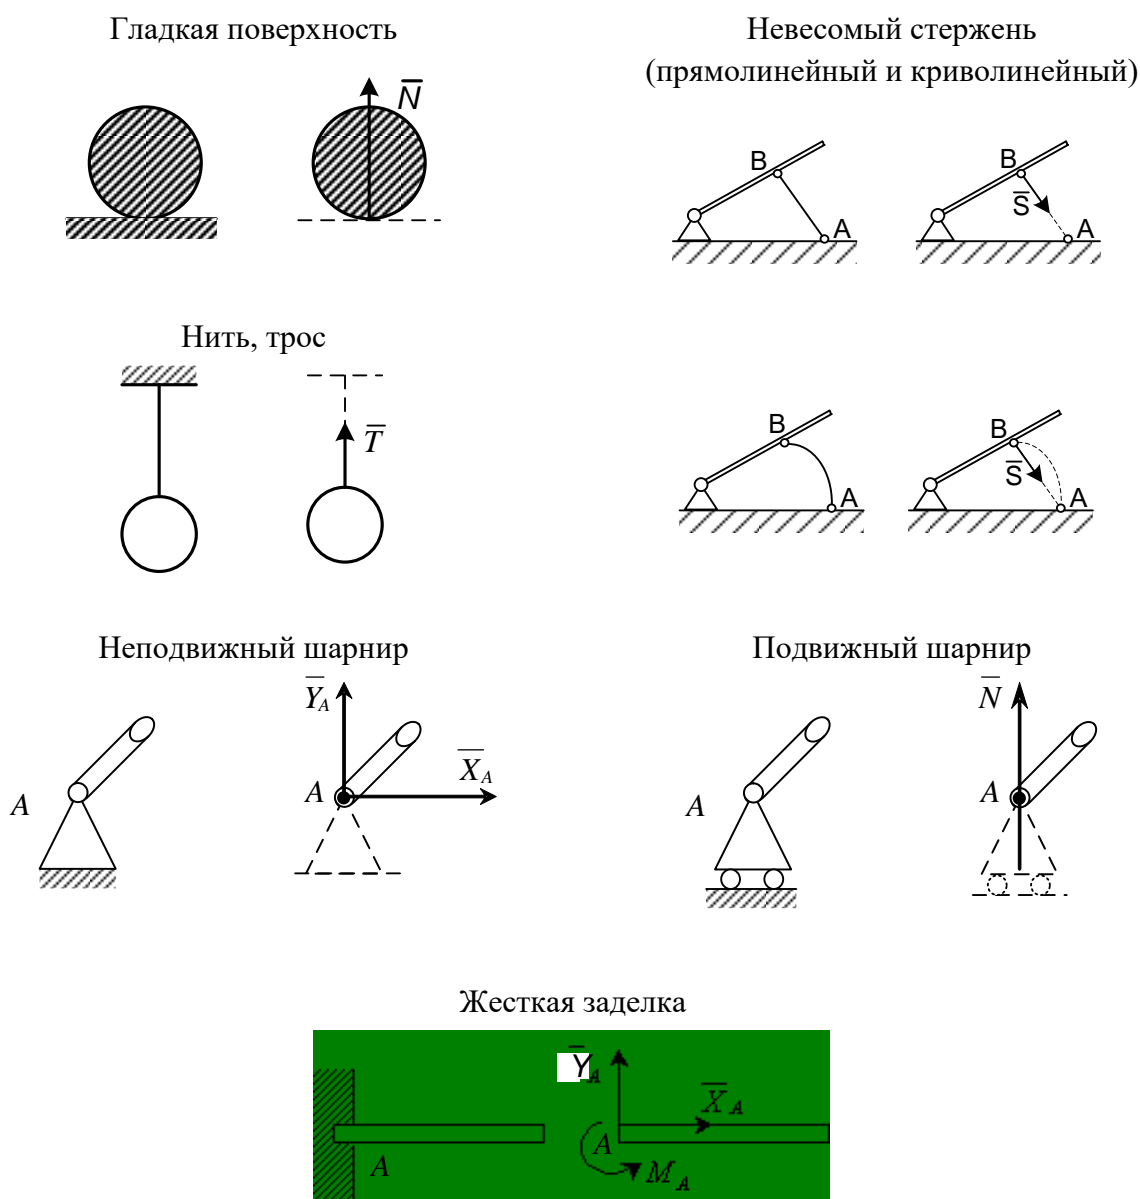 Гладкая поверхность
N
Невесомый стержень
(прямолинейный и криволинейный)
B
A
B
S
A
Нить, трос
T
B
A
B
S
A
Неподвижный шарнир
A
Y_A
X_A
A
Подвижный шарнир
A
N
A
Жесткая заделка
A
Y_A
X_A
A
M_A